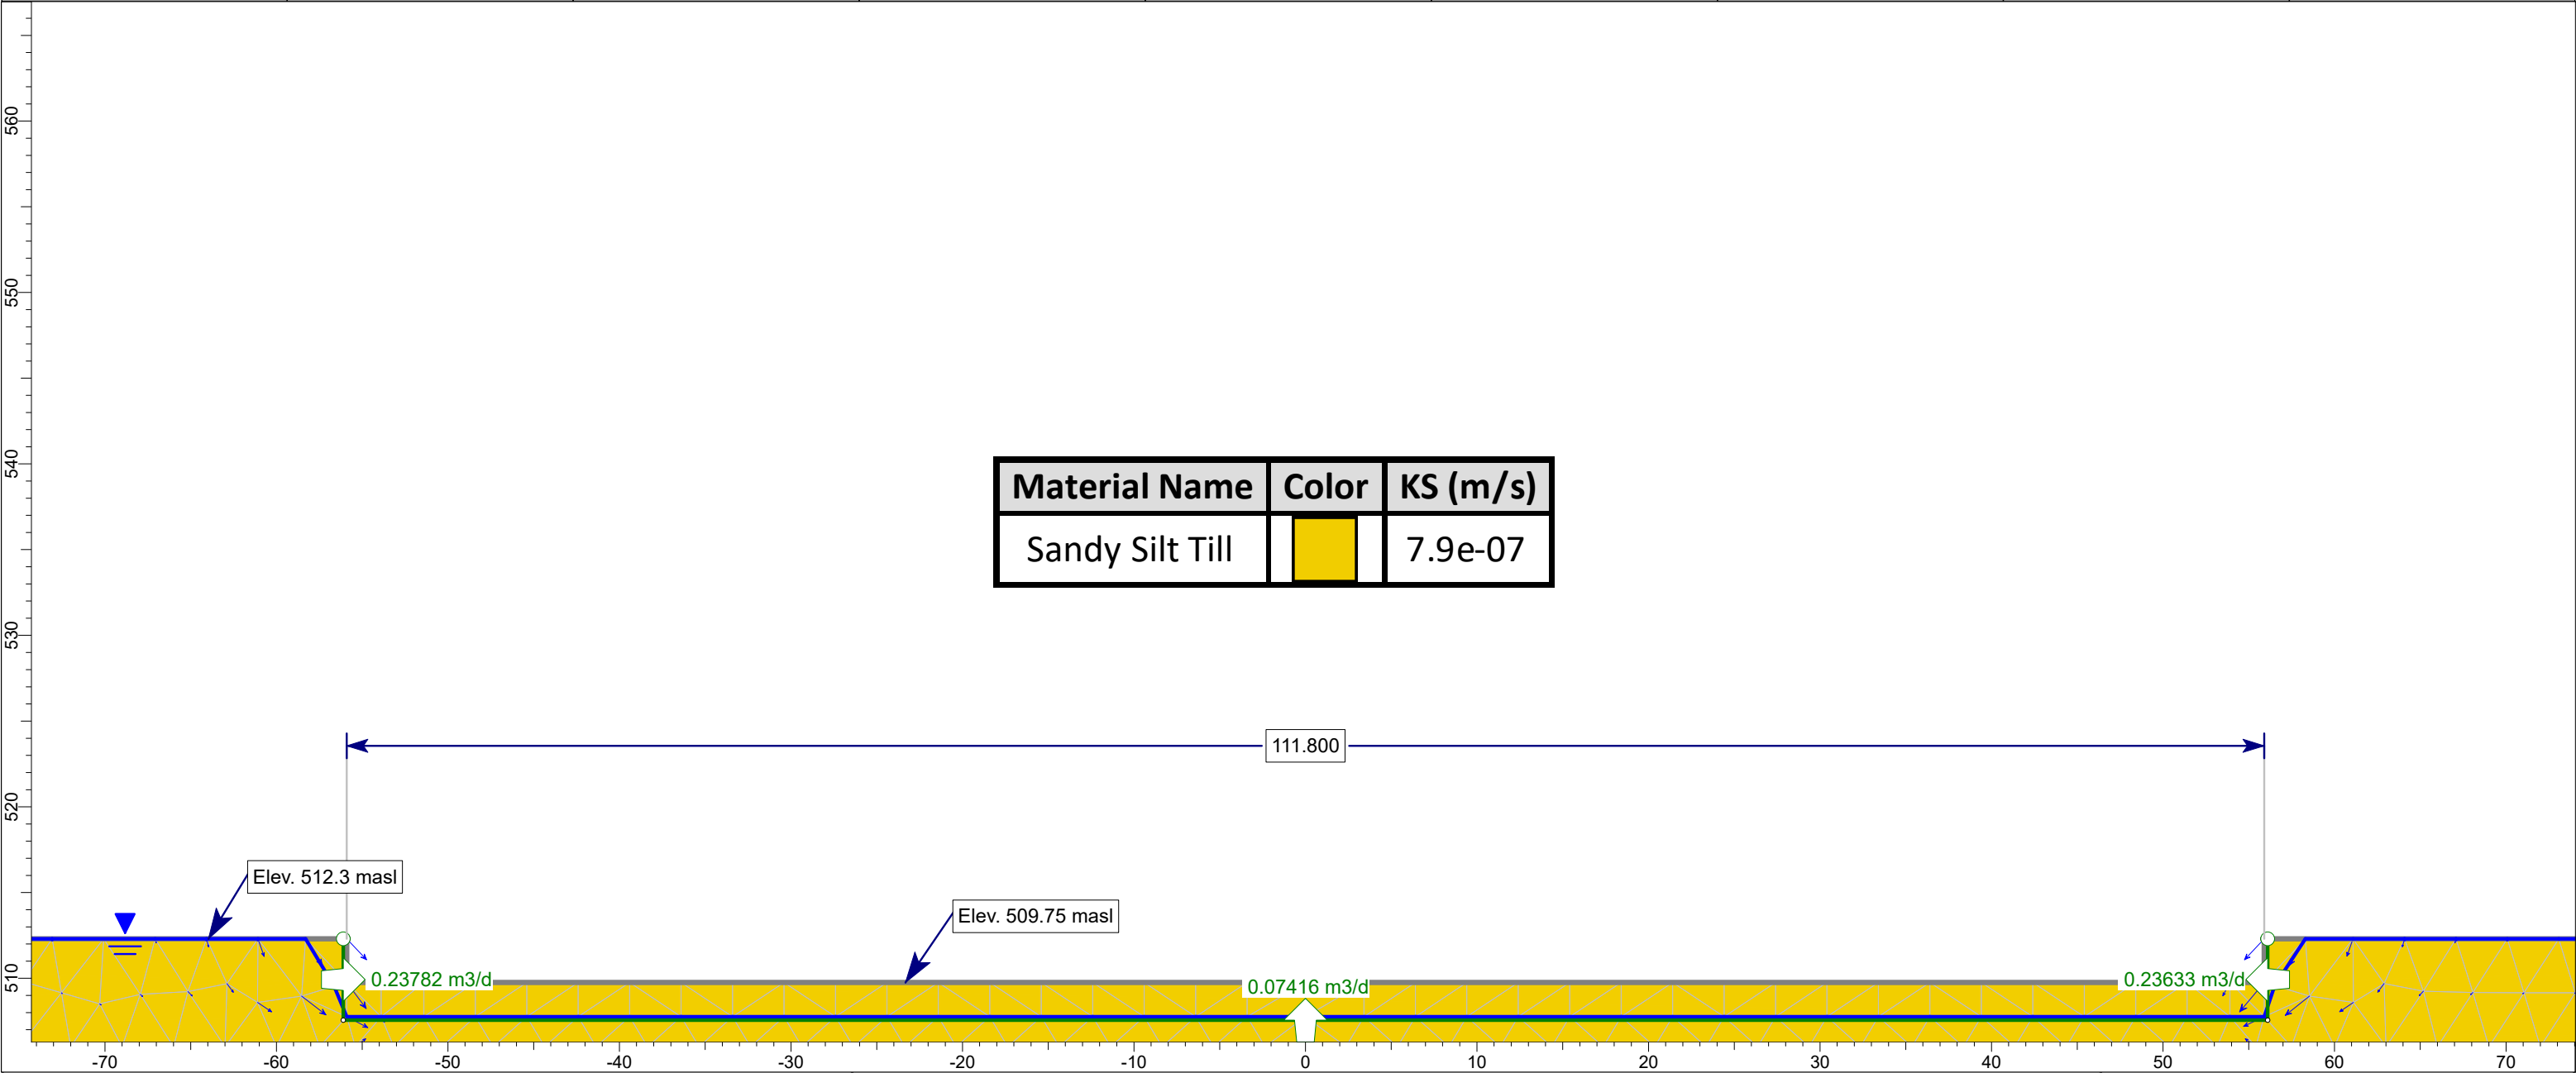 560
550
540
530
520
510
Material Name Color KS (m/s)
Sandy Silt Till 7.9e-07
111.800
Elev. 512.3 masl
Elev. 509.75 masl
0.23782 m3/d
0.07416 m3/d
0.23633 m3/d
-70 -60 -50 -40 -30 -20 -10 0 10 20 30 40 50 60 70